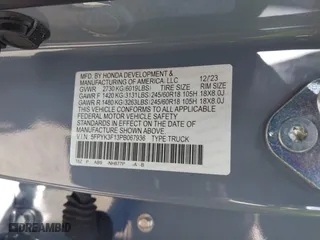 MFD. BY HONDA DEVELOPMENT &
MANUFACTURING OF AMERICA, LLC 12/23
GVWR 2730 KG(6019LBS) TIRE SIZE RIM SIZE
GAWR F 1420 KG(3131LBS) 245/60R18 105H 18X8.0J
GAWR R 1480 KG(3263LBS) 245/60R18 105H 18X8.0J
THIS VEHICLE CONFORMS TO ALL APPLICABLE
FEDERAL MOTOR VEHICLE SAFETY STANDARDS IN
EFFECT ON THE DATE OF MANUFACTURE SHOWN
ABOVE.
V.I.N. 5FPYK3F13PB067936 TYPE:TRUCK
AUTOBIDMASTER